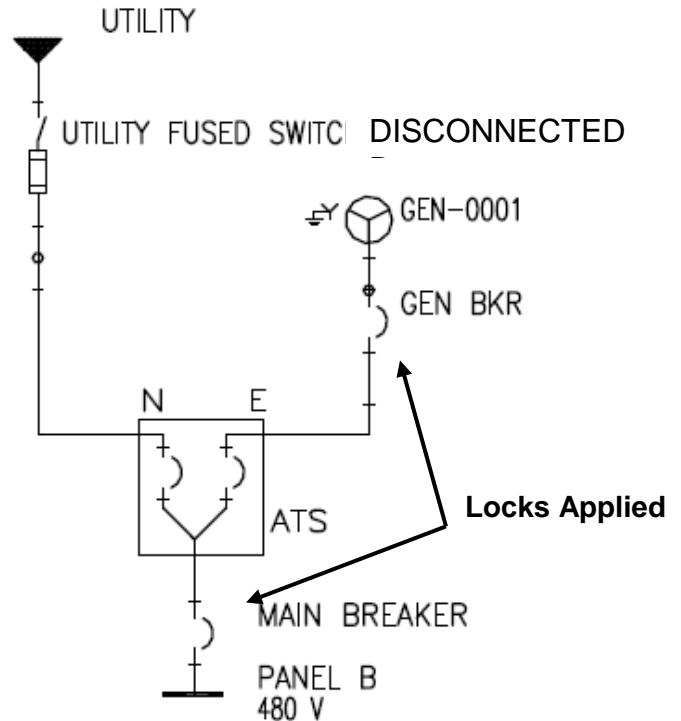 UTILITY
UTILITY FUSED SWITC DISCONNECTED
GEN-0001
GEN BKR
N E
Locks Applied
ATS
MAIN BREAKER
PANEL B
480 V